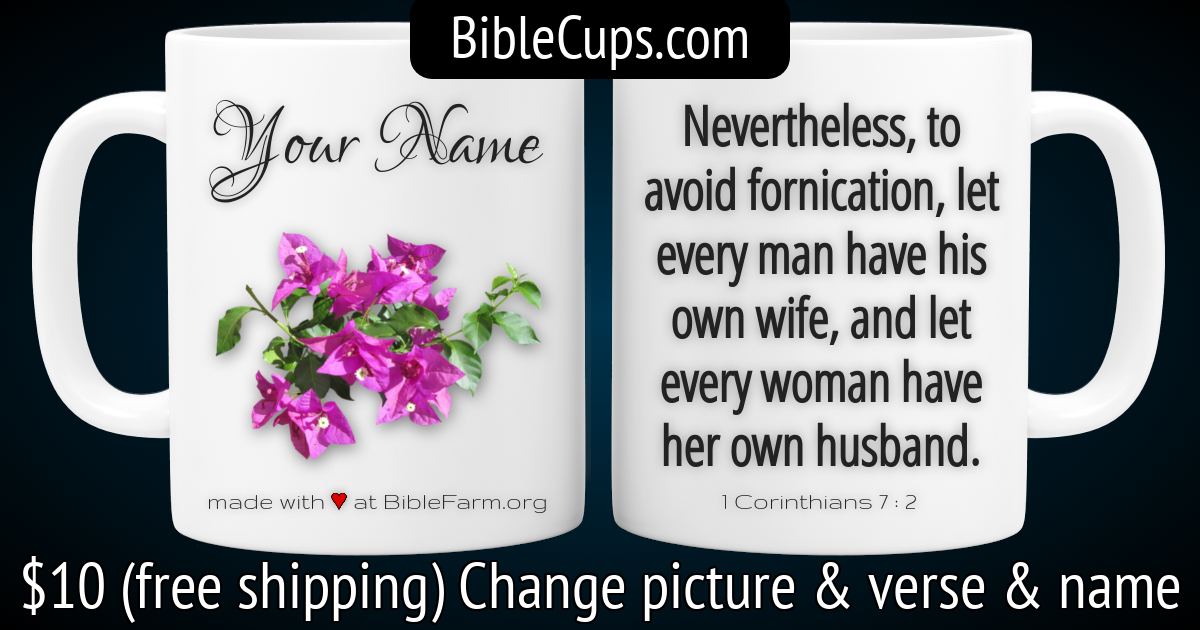 BibleCups.com
Your Name
made with ❤ at BibleFarm.org
Nevertheless, to
avoid fornication, let
every man have his
own wife, and let
every woman have
her own husband.
1 Corinthians 7 : 2
$10 (free shipping) Change picture & verse & name